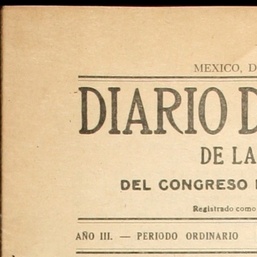 MEXICO, D
DIARIO D
DE LA
DEL CONGRESO
Registrado como
AÑO III. — PERIODO ORDINARIO